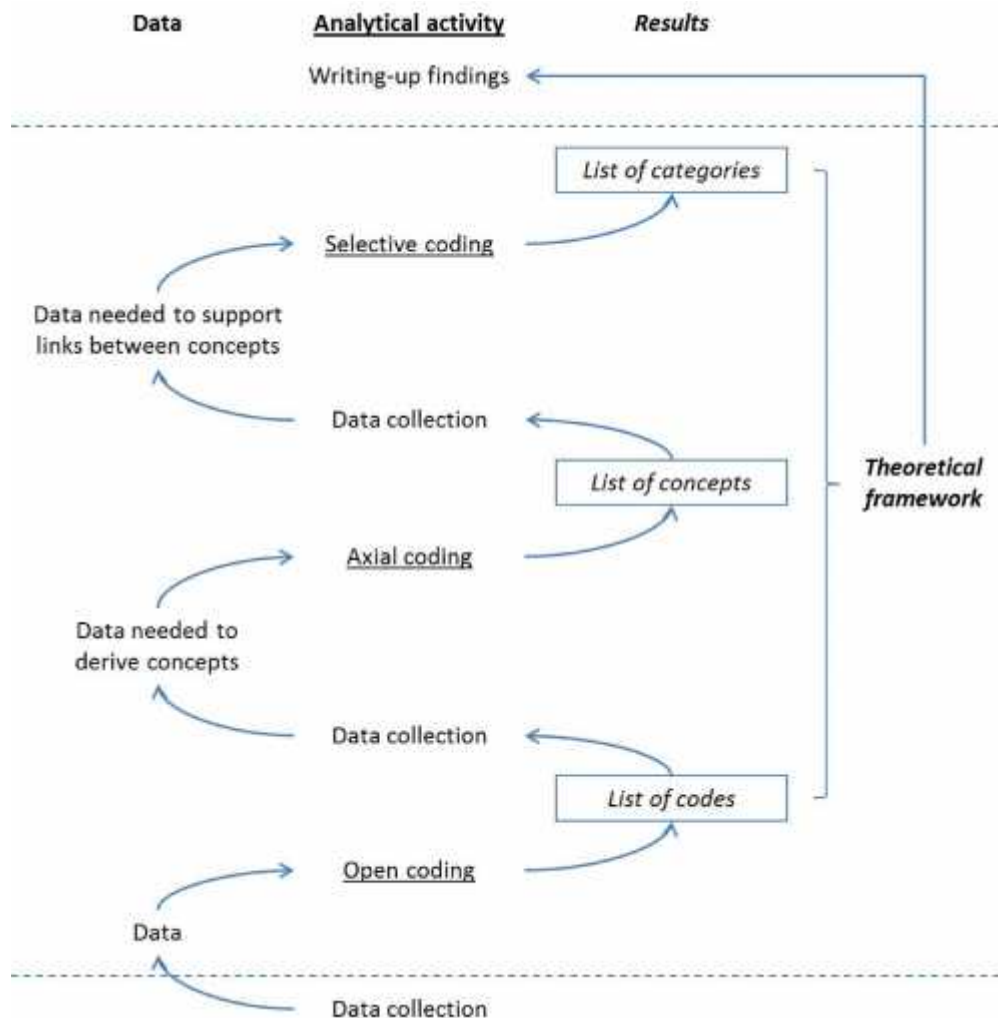 Data Analytical activity Results
Writing-up findings
List of categories
Selective coding
Data needed to support
links between concepts
Data collection
List of concepts
Theoretical
framework
Axial coding
Data needed to
derive concepts
Data collection
List of codes
Open coding
Data
Data collection